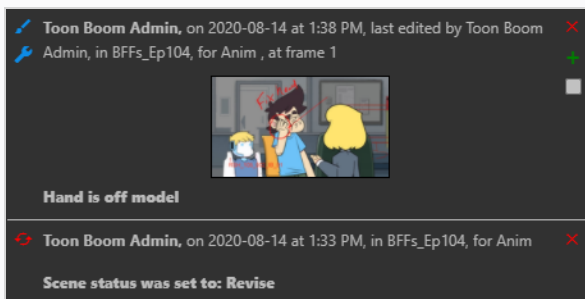 Toon Boom Admin, on 2020-08-14 at 1:38 PM, last edited by Toon Boom
Admin, in BFFs_Ep104, for Anim , at frame 1
Hand is off model
Toon Boom Admin, on 2020-08-14 at 1:33 PM, in BFFs_Ep104, for Anim
Scene status was set to: Revise